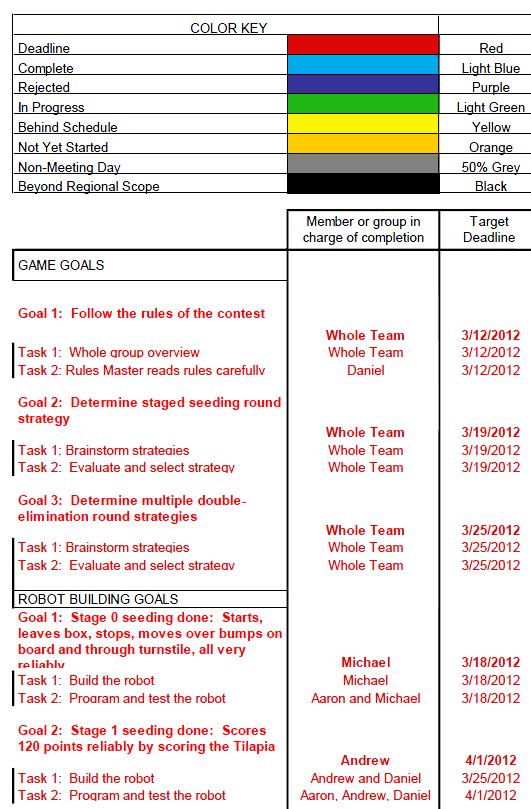 COLOR KEY
Deadline Red
Complete Light Blue
Rejected Purple
In Progress Light Green
Behind Schedule Yellow
Not Yet Started Orange
Non-Meeting Day 50% Grey
Beyond Regional Scope Black
Member or group in Target
charge of completion Deadline
GAME GOALS
Goal 1: Follow the rules of the contest
Whole Team 3/12/2012
Task 1: Whole group overview Whole Team 3/12/2012
Task 2: Rules Master reads rules carefully Daniel 3/12/2012
Goal 2: Determine staged seeding round
strategy
Whole Team 3/19/2012
Task 1: Brainstorm strategies Whole Team 3/19/2012
Task 2: Evaluate and select strategy Whole Team 3/19/2012
Goal 3: Determine multiple double-
elimination round strategies
Whole Team 3/25/2012
Task 1: Brainstorm strategies Whole Team 3/25/2012
Task 2: Evaluate and select strategy Whole Team 3/25/2012
ROBOT BUILDING GOALS
Goal 1: Stage 0 seeding done: Starts,
leaves box, stops, moves over bumps on
board and through turnstile, all very
reliably Michael 3/18/2012
Task 1: Build the robot Michael 3/18/2012
Task 2: Program and test the robot Aaron and Michael 3/18/2012
Goal 2: Stage 1 seeding done: Scores
120 points reliably by scoring the Tilapia
Andrew 4/1/2012
Task 1: Build the robot Andrew and Daniel 3/25/2012
Task 2: Program and test the robot Aaron, Andrew, Daniel 4/1/2012